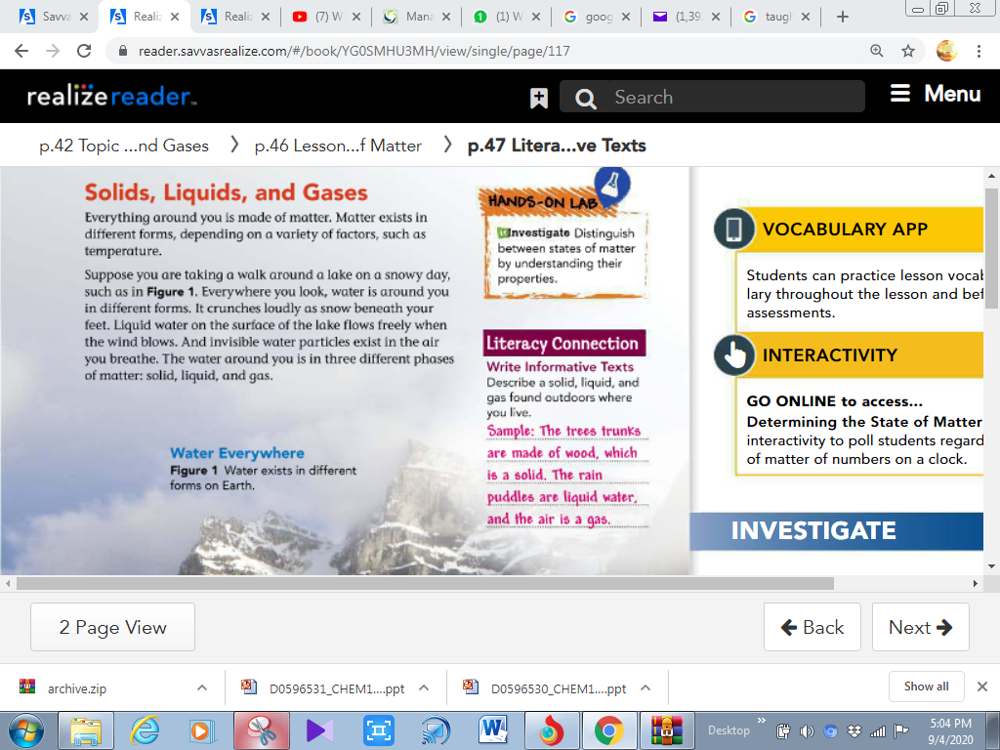 Savva
Realiz
Realiz
(7) W
Mana
(1) W
goog
(1,39
taugl
reader.savvasrealize.com/#/book/YG0SMHU3MH/view/single/page/117
realizereader™
Search
Menu
p.42 Topic ...nd Gases > p.46 Lesson...f Matter > p.47 Litera...ve Texts
Solids, Liquids, and Gases
Everything around you is made of matter. Matter exists in
different forms, depending on a variety of factors, such as
temperature.
Suppose you are taking a walk around a lake on a snowy day,
such as in Figure 1. Everywhere you look, water is around you
in different forms. It crunches loudly as snow beneath your
feet. Liquid water on the surface of the lake flows freely when
the wind blows. And invisible water particles exist in the air
you breathe. The water around you is in three different phases
of matter: solid, liquid, and gas.
Water Everywhere
Figure 1 Water exists in different
forms on Earth.
HANDS-ON LAB
Investigate Distinguish
between states of matter
by understanding their
properties.
Literacy Connection
Write Informative Texts
Describe a solid, liquid, and
gas found outdoors where
you live.
Sample: The trees trunks
are made of wood, which
is a solid. The rain
puddles are liquid water,
and the air is a gas.
VOCABULARY APP
Students can practice lesson vocab
lary throughout the lesson and bef
assessments.
INTERACTIVITY
GO ONLINE to access...
Determining the State of Matter
interactivity to poll students regard
of matter of numbers on a clock.
INVESTIGATE
2 Page View
Back
Next
archive.zip
D0596531_CHEM1....ppt
D0596530_CHEM1....ppt
Show all
Desktop
5:04 PM
9/4/2020